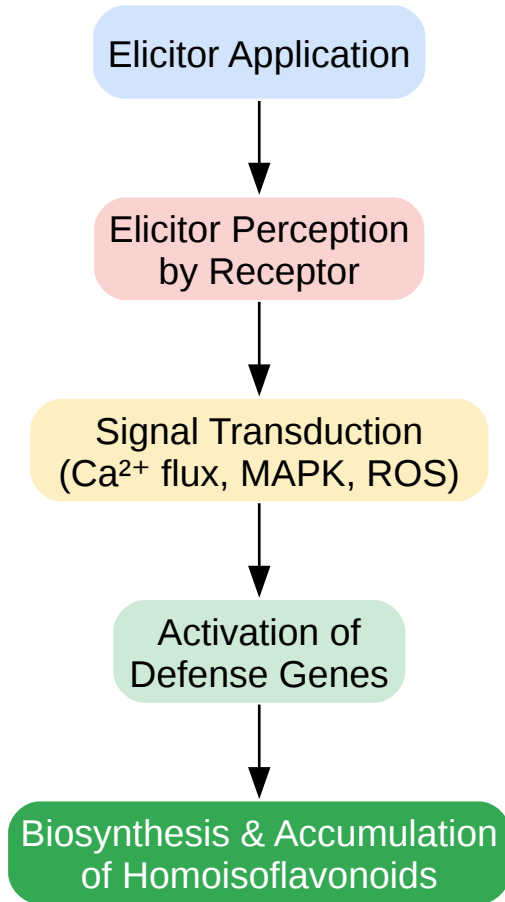 Elicitor Application
Elicitor Perception
by Receptor
Signal Transduction
(Ca²⁺ flux, MAPK, ROS)
Activation of
Defense Genes
Biosynthesis & Accumulation
of Homoisoflavonoids